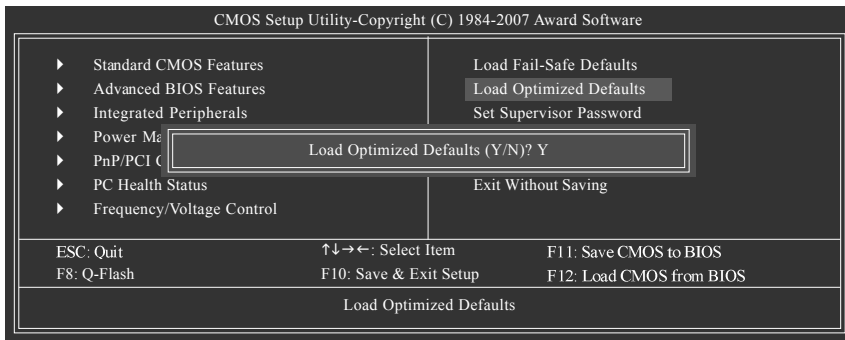 CMOS Setup Utility-Copyright (C) 1984-2007 Award Software
Standard CMOS Features
Advanced BIOS Features
Integrated Peripherals
Power Ma
PnP/PCI
PC Health Status
Frequency/Voltage Control
Load Fail-Safe Defaults
Load Optimized Defaults
Set Supervisor Password
Exit Without Saving
Load Optimized Defaults (Y/N)? Y
ESC: Quit ↑↓→←: Select Item F11: Save CMOS to BIOS
F8: Q-Flash F10: Save & Exit Setup F12: Load CMOS from BIOS
Load Optimized Defaults